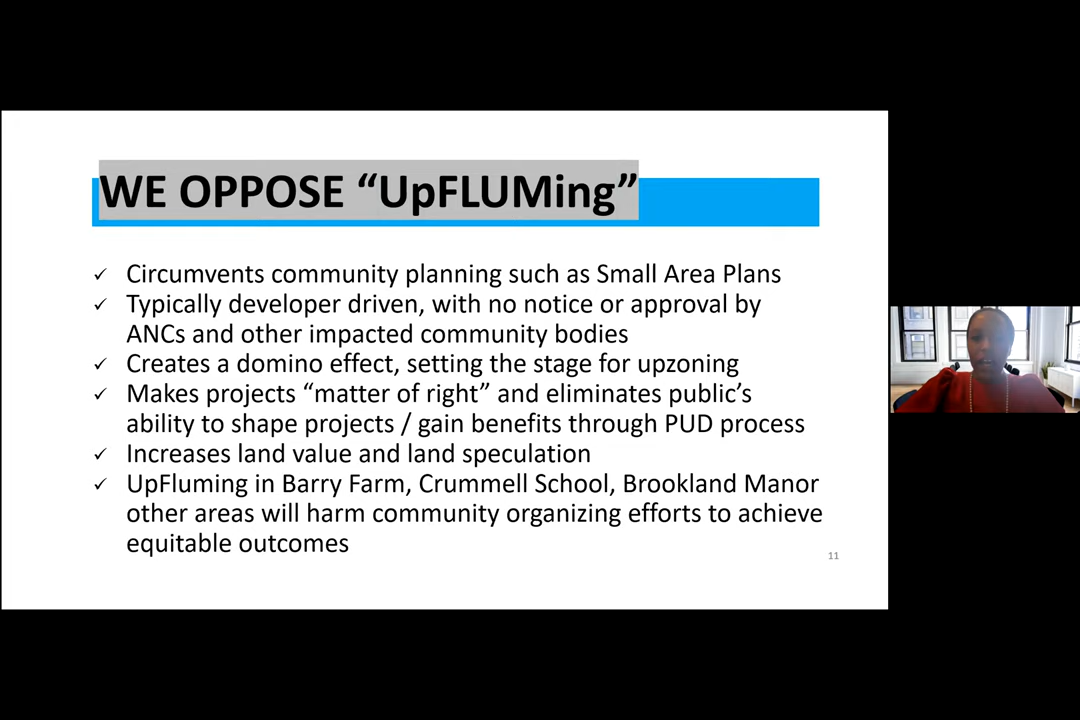 WE OPPOSE “UpFLUMing”
✓ Circumvents community planning such as Small Area Plans
✓ Typically developer driven, with no notice or approval by
ANCs and other impacted community bodies
✓ Creates a domino effect, setting the stage for upzoning
✓ Makes projects “matter of right” and eliminates public’s
ability to shape projects / gain benefits through PUD process
✓ Increases land value and land speculation
✓ UpFluming in Barry Farm, Crummell School, Brookland Manor
other areas will harm community organizing efforts to achieve
equitable outcomes
11